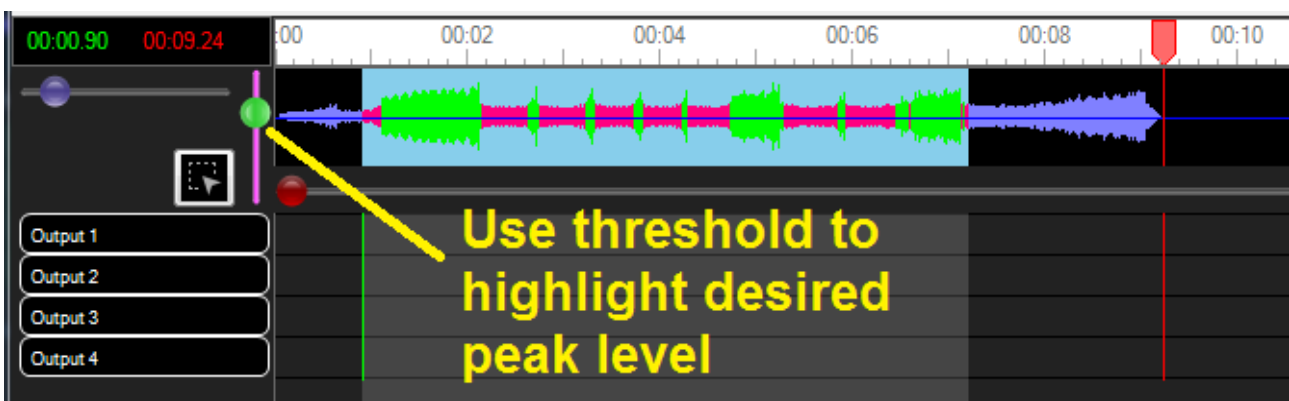 00:00.90 00:09.24 :00 00:02 00:04 00:06 00:08 00:10
Output 1
Output 2
Output 3
Output 4
Use threshold to
highlight desired
peak level